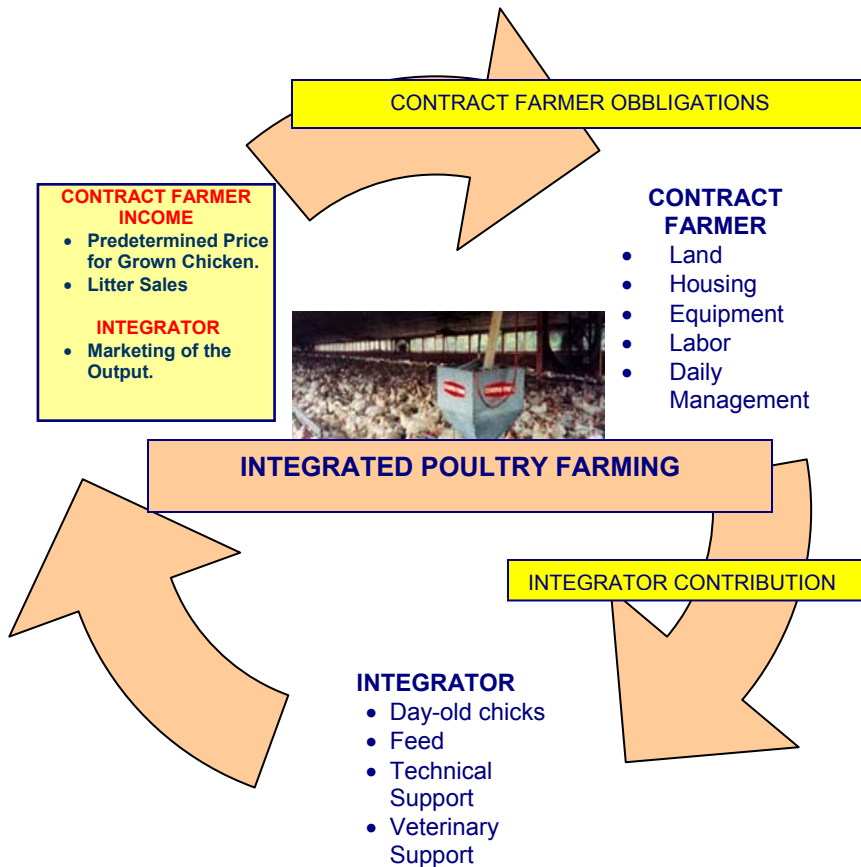 CONTRACT FARMER OBBLIGATIONS
CONTRACT FARMER
INCOME
• Predetermined Price
for Grown Chicken.
• Litter Sales
INTEGRATOR
• Marketing of the
Output.
CONTRACT
FARMER
• Land
• Housing
• Equipment
• Labor
• Daily
Management
INTEGRATED POULTRY FARMING
INTEGRATOR CONTRIBUTION
INTEGRATOR
• Day-old chicks
• Feed
• Technical
Support
• Veterinary
Support